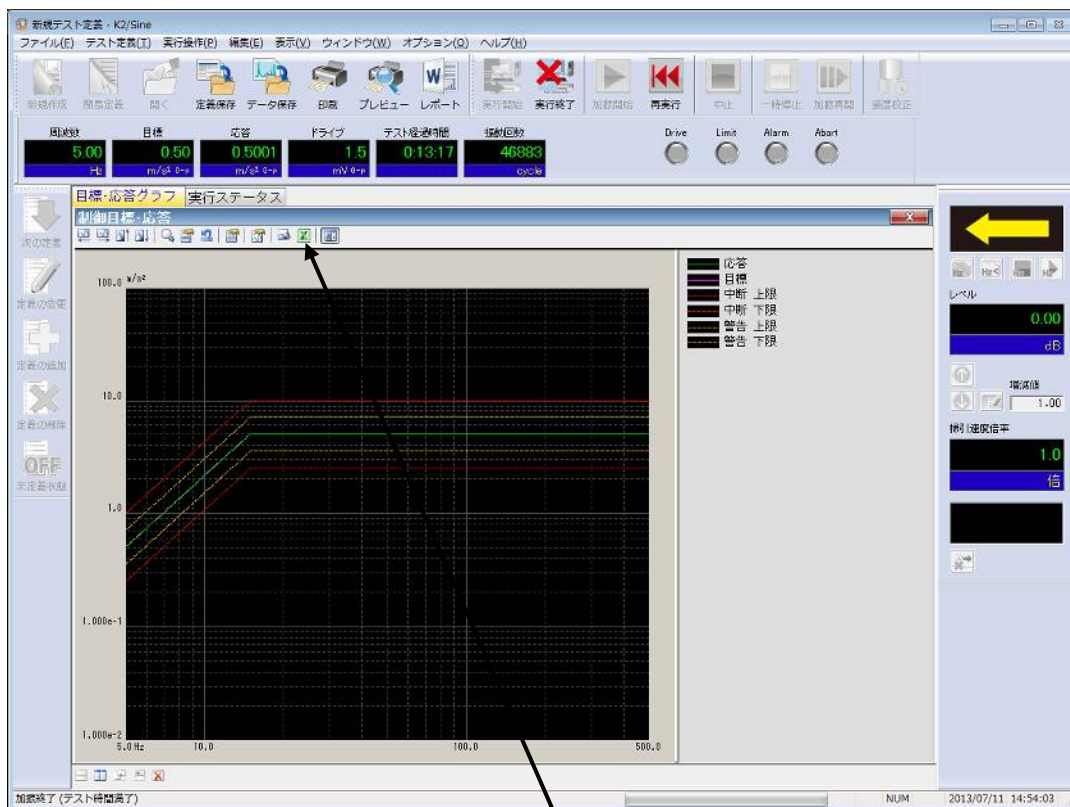 新規テスト定義 - K2/Sine
ファイル(F) テスト定義(T) 実行操作(P) 編集(E) 表示(V) ウィンドウ(W) オプション(O) ヘルプ(H)
新規作成 簡易定義 開く 定義保存 データ保存 印刷 プレビュー レポート 実行開始 実行終了 加振開始 再実行 中止 一時停止 加振再開
周波数 目標 応答 ドライブ テスト経過時間 振動回数 Drive Limit Alarm Abort
5.00 0.50 0.5001 1.5 0:13:17 46883
Hz m/s² 0-p m/s² 0-p mV 0-p cycle
目標・応答グラフ 実行ステータス
制御目標・応答
次の定義
定義の変更
定義の追加
定義の削除
OFF
未定義状態
100.0 m/s²
10.0
1.0
1.000e-1
1.000e-2
5.0 Hz 10.0 100.0 500.0
応答
目標
中断 上限
中断 下限
警告 上限
警告 下限
レベル
0.00
dB
増減値
1.00
掃引速度倍率
1.0
倍
加振終了 (テスト時間満了) NUM 2013/07/11 14:54:03